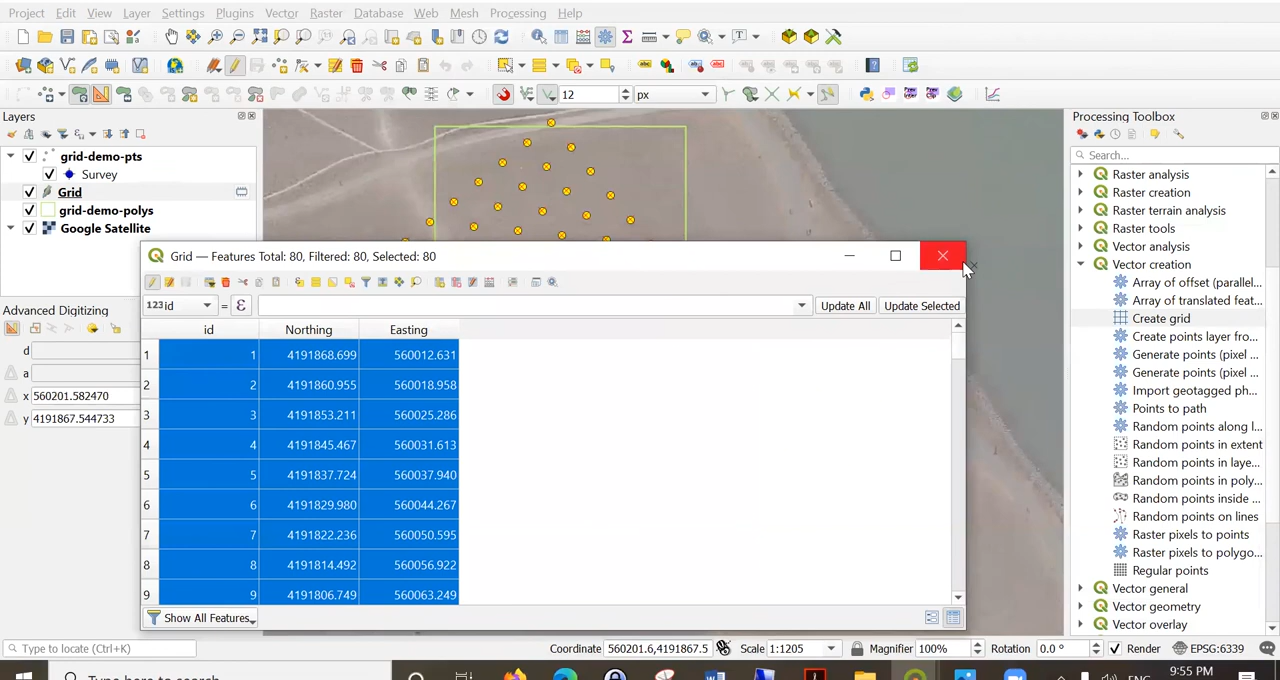 Project Edit View Layer Settings Plugins Vector Raster Database Web Mesh Processing Help
12 px
Layers
grid-demo-pts
Survey
Grid
grid-demo-polys
Google Satellite
Advanced Digitizing
d
a
x 560201.582470
y 4191867.544733
Grid — Features Total: 80, Filtered: 80, Selected: 80
123 id = ε Update All Update Selected
id Northing Easting
1 1 4191868.699 560012.631
2 2 4191860.955 560018.958
3 3 4191853.211 560025.286
4 4 4191845.467 560031.613
5 5 4191837.724 560037.940
6 6 4191829.980 560044.267
7 7 4191822.236 560050.595
8 8 4191814.492 560056.922
9 9 4191806.749 560063.249
Show All Features
Processing Toolbox
Search...
Raster analysis
Raster creation
Raster terrain analysis
Raster tools
Vector analysis
Vector creation
Array of offset (parallel...
Array of translated feat...
Create grid
Create points layer fro...
Generate points (pixel ...
Generate points (pixel ...
Import geotagged ph...
Points to path
Random points along l...
Random points in extent
Random points in laye...
Random points in poly...
Random points inside ...
Random points on lines
Raster pixels to points
Raster pixels to polygo...
Regular points
Vector general
Vector geometry
Vector overlay
Type to locate (Ctrl+K) Coordinate 560201.6,4191867.5 Scale 1:1205 Magnifier 100% Rotation 0.0 ° Render EPSG:6339
Type here to search ENG 9:55 PM